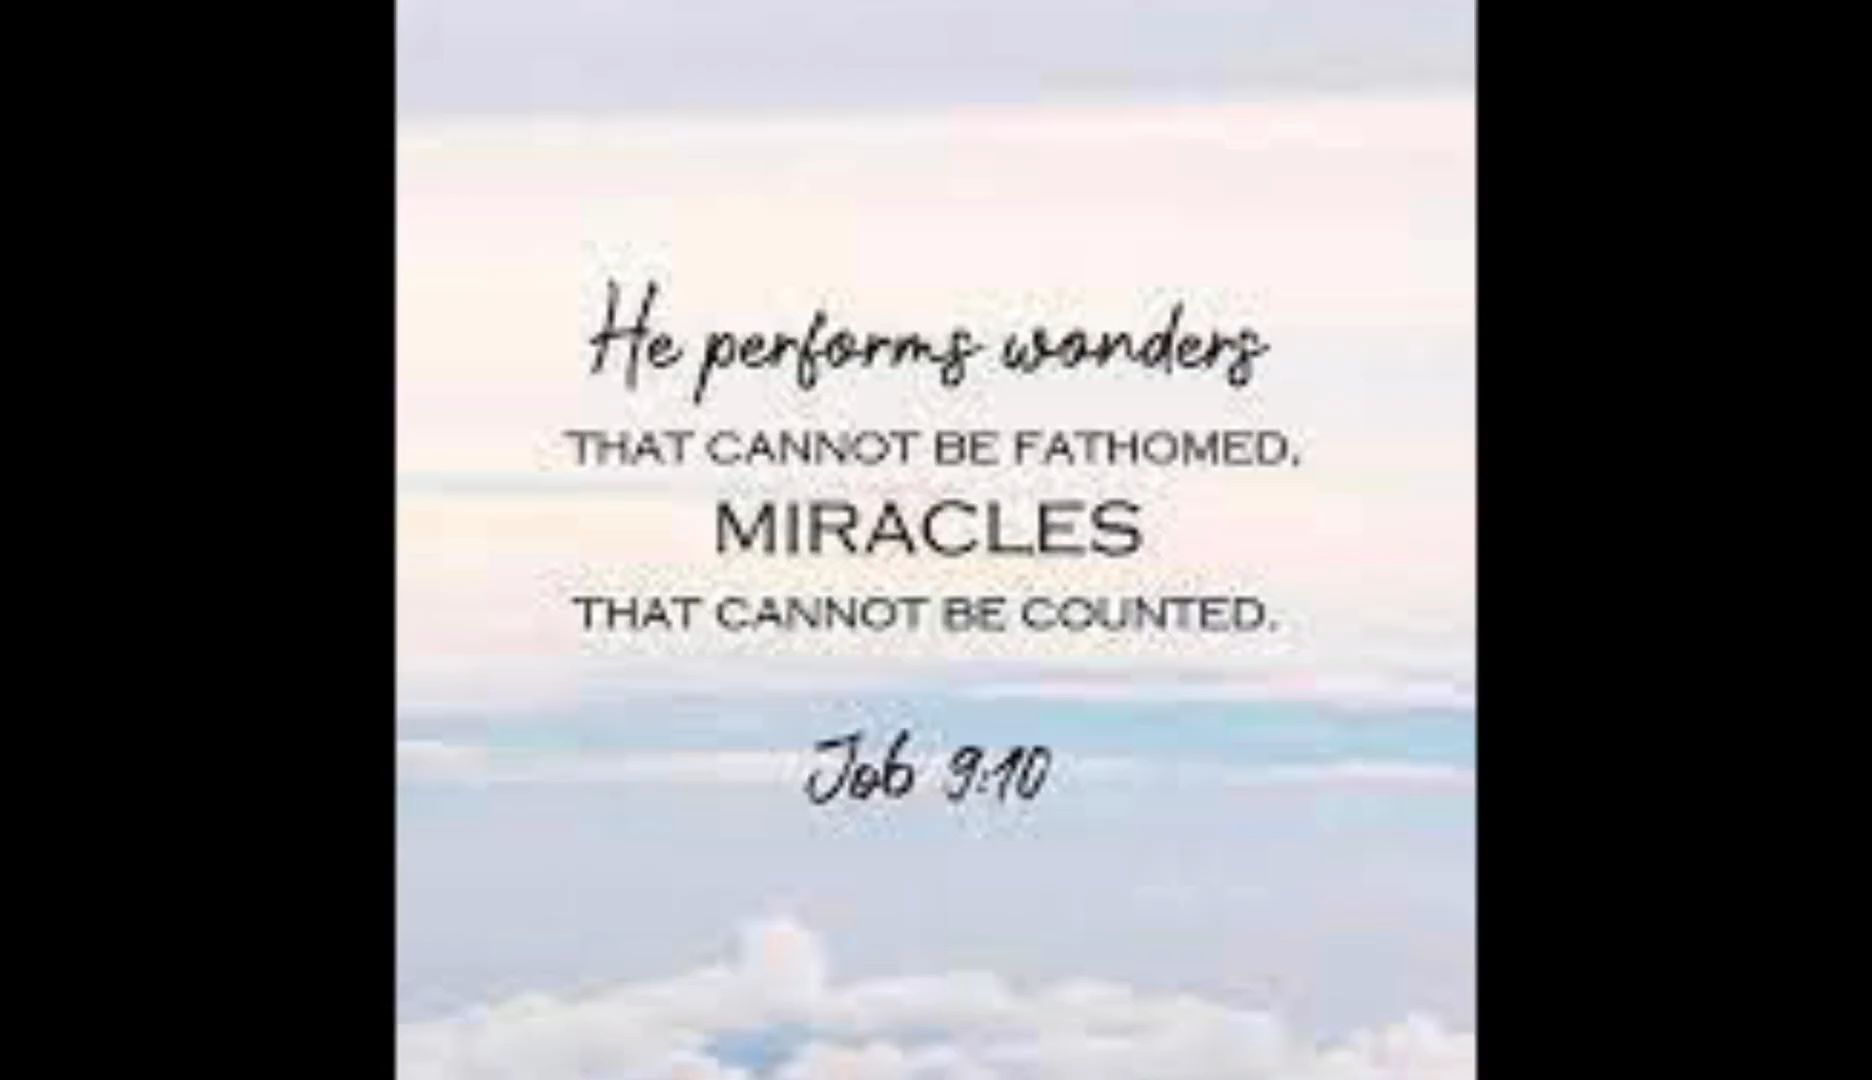 He performs wonders
THAT CANNOT BE FATHOMED,
MIRACLES
THAT CANNOT BE COUNTED.
Job 9:10